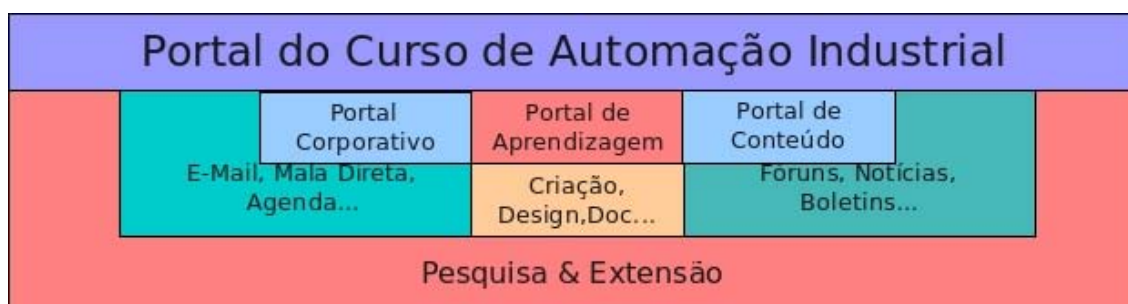 Portal do Curso de Automação Industrial
Portal
Corporativo
Portal de
Aprendizagem
Portal de
Conteúdo
E-Mail, Mala Direta,
Agenda...
Criação,
Design,Doc...
Fóruns, Notícias,
Boletins...
Pesquisa & Extensão